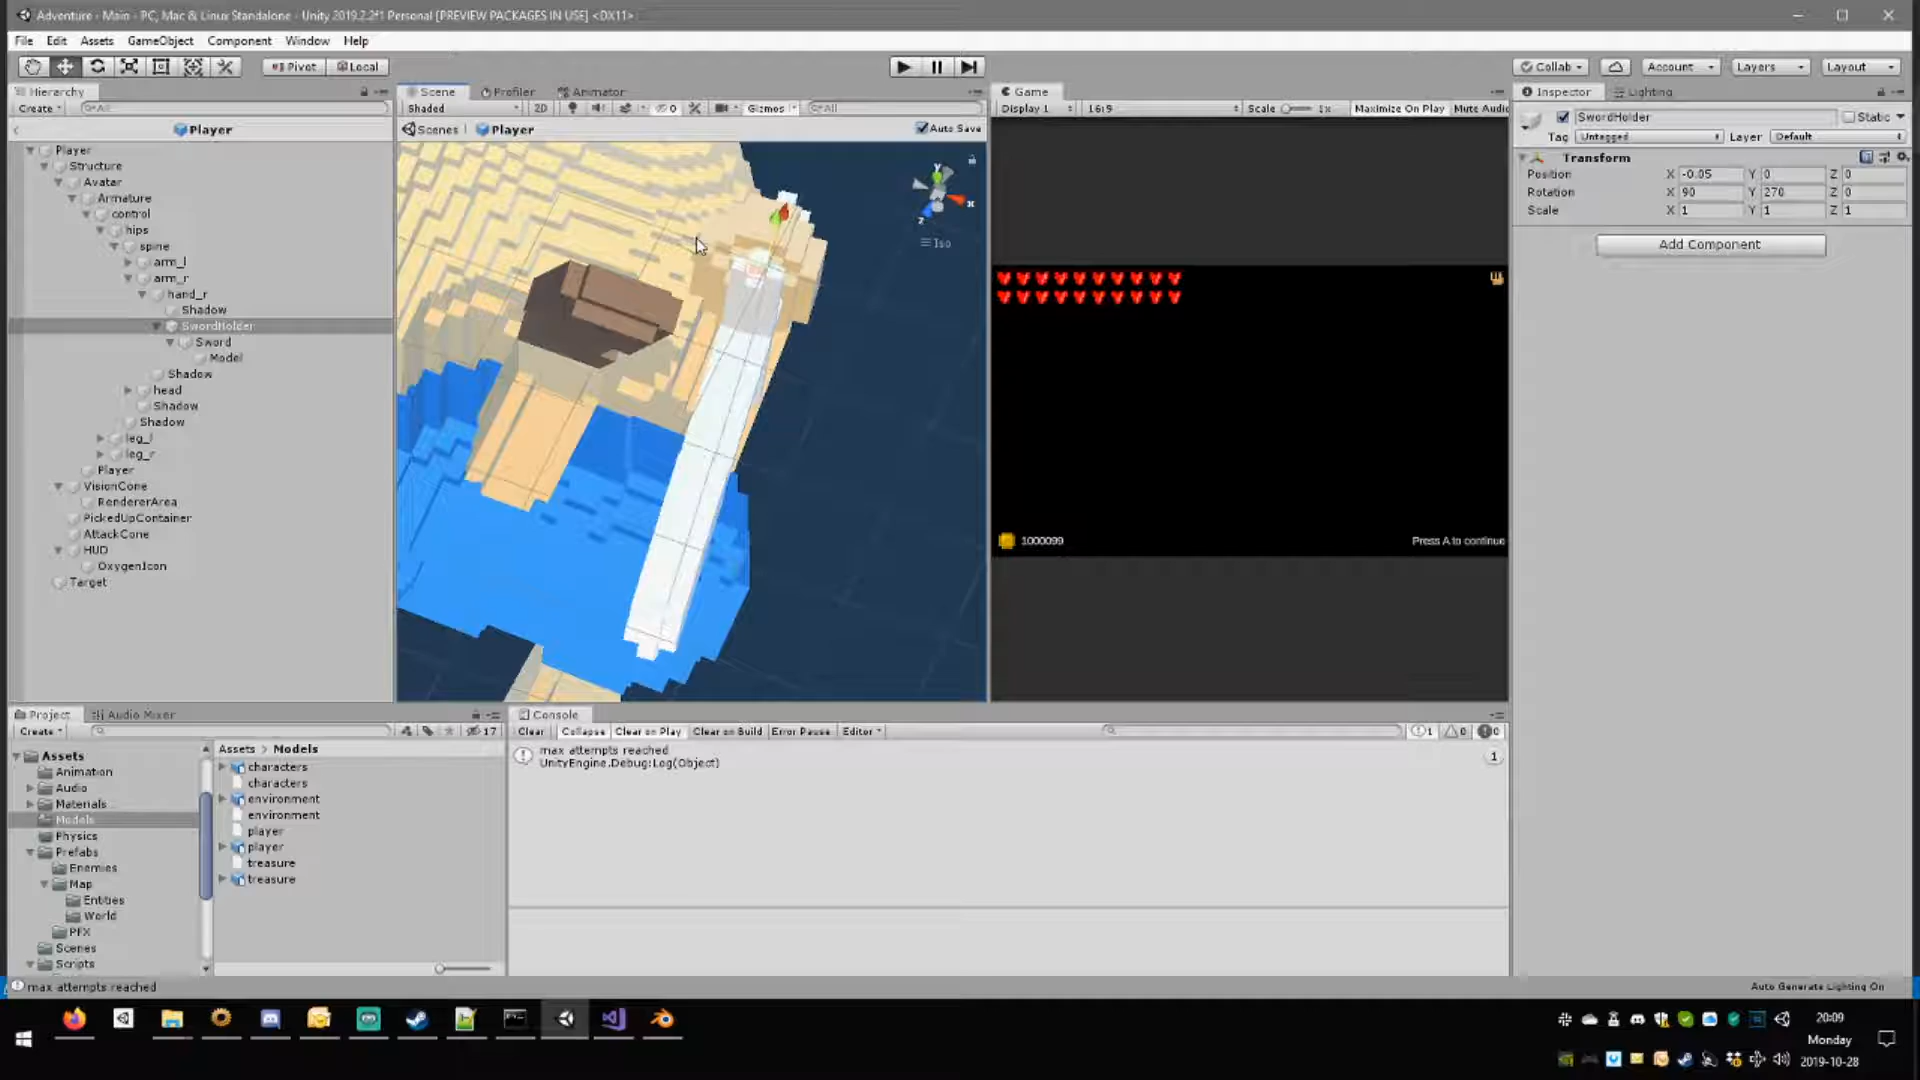 Adventure - Main - PC, Mac & Linux Standalone - Unity 2019.2.2f1 Personal [PREVIEW PACKAGES IN USE] <DX11>
File Edit Assets GameObject Component Window Help
Pivot Local
Collab Account Layers Layout
Hierarchy
Create All
Player
Player
Structure
Avatar
Armature
control
hips
spine
arm_l
arm_r
hand_r
Shadow
SwordHolder
Sword
Model
Shadow
head
Shadow
Shadow
leg_l
leg_r
Player
VisionCone
RendererArea
PickedUpContainer
AttackCone
HUD
OxygenIcon
Target
Scene Profiler Animator
Shaded 2D 0 Gizmos All
Scenes Player Auto Save
Y
X
Z
Iso
Game
Display 1 16:9 Scale 1x Maximize On Play Mute Audio
1000099
Press A to continue
Inspector Lighting
SwordHolder Static
Tag Untagged Layer Default
Transform
Position X -0.05 Y 0 Z 0
Rotation X 90 Y 270 Z 0
Scale X 1 Y 1 Z 1
Add Component
Project Audio Mixer
Create 17
Assets
Animation
Audio
Materials
Models
Physics
Prefabs
Enemies
Map
Entities
World
PFX
Scenes
Scripts
Assets > Models
characters
characters
environment
environment
player
player
treasure
treasure
Console
Clear Collapse Clear on Play Clear on Build Error Pause Editor 1 0 0
max attempts reached
UnityEngine.Debug:Log(Object)
1
max attempts reached
Auto Generate Lighting On
20:09
Monday
2019-10-28